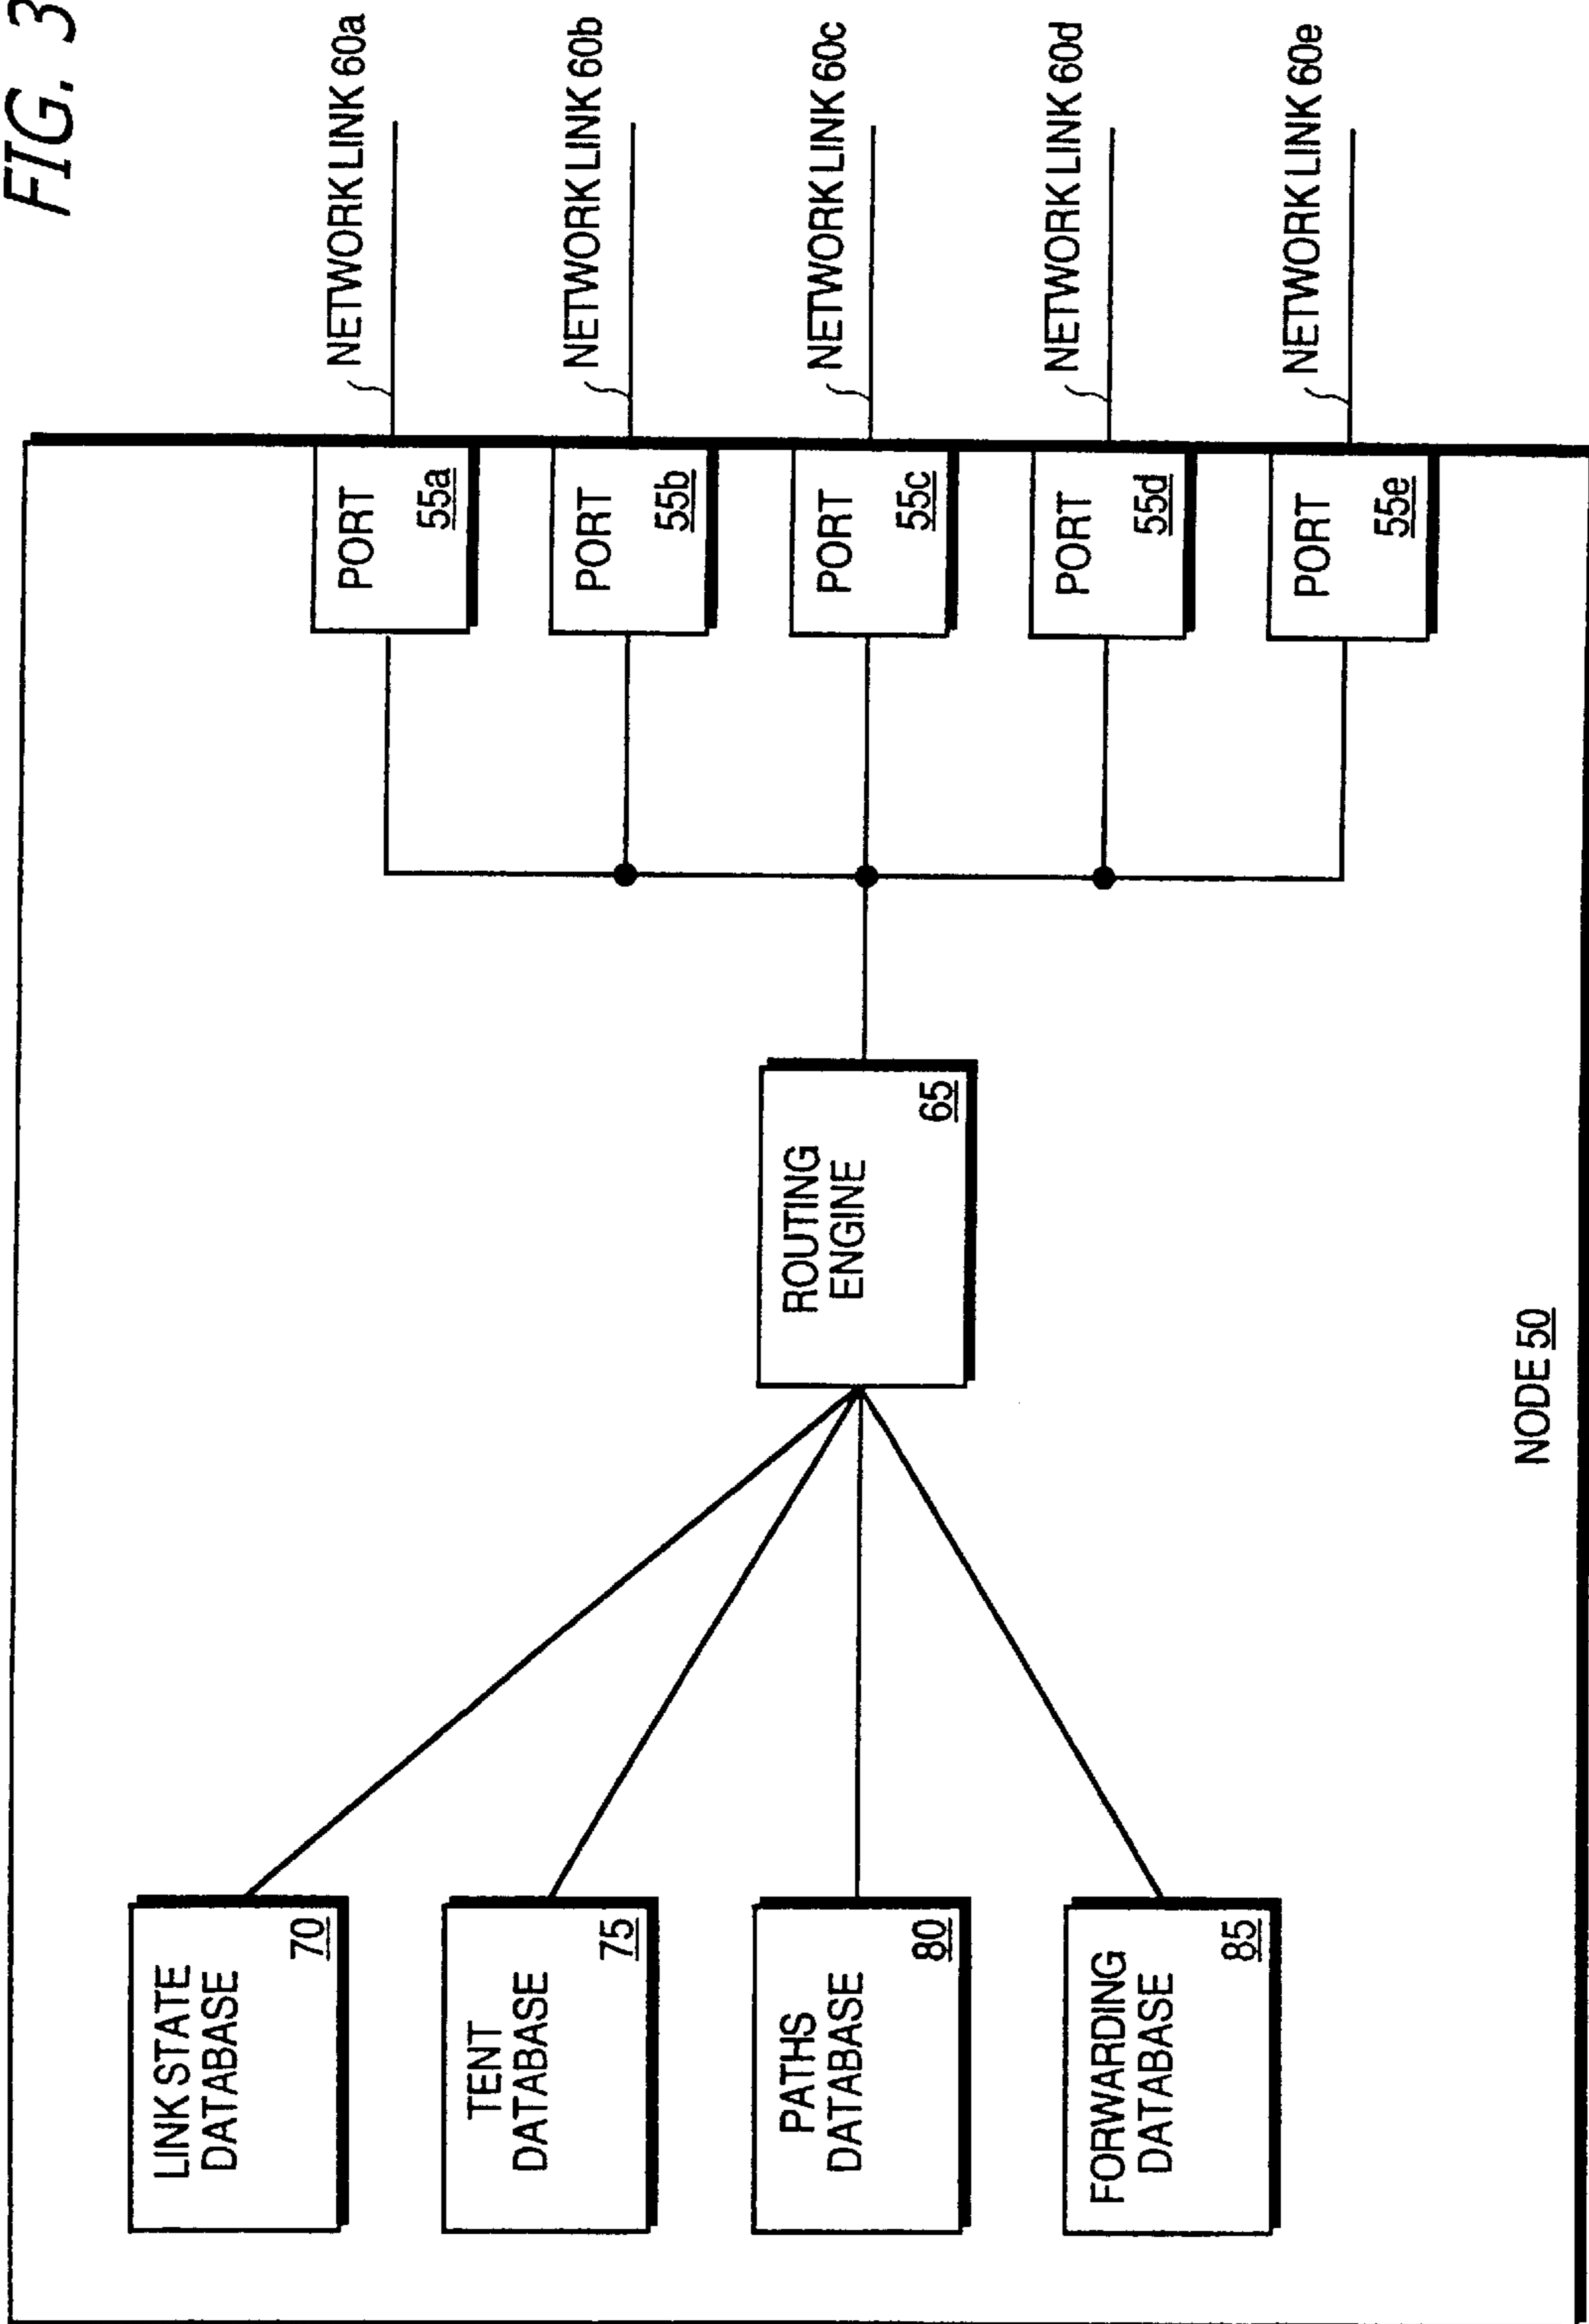 FIG. 3
LINK STATE
DATABASE
70
TENT
DATABASE
75
PATHS
DATABASE
80
FORWARDING
DATABASE
85
ROUTING
ENGINE
65
PORT
55a
PORT
55b
PORT
55c
PORT
55d
PORT
55e
NETWORK LINK 60a
NETWORK LINK 60b
NETWORK LINK 60c
NETWORK LINK 60d
NETWORK LINK 60e
NODE 50